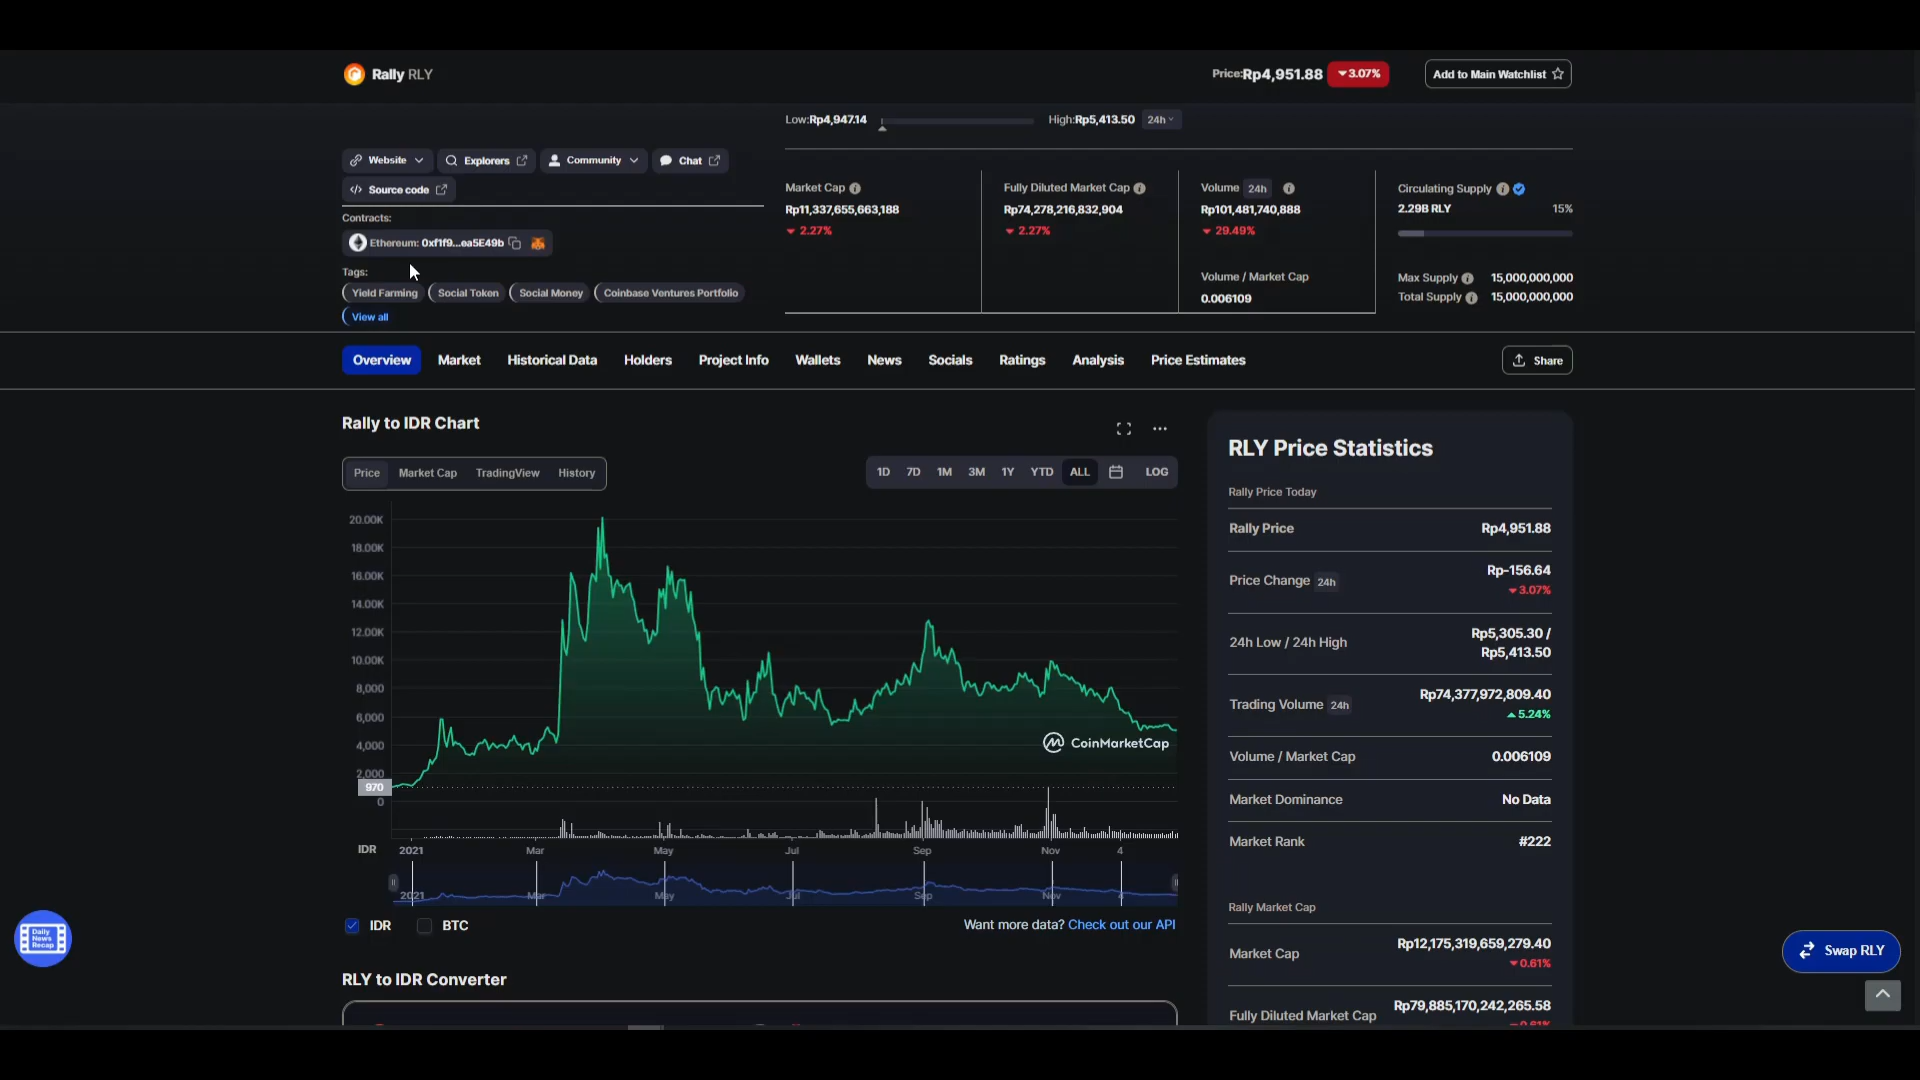 Rally RLY
Price:Rp4,951.88 3.07% Add to Main Watchlist
Low:Rp4,947.14 High:Rp5,413.50 24h
Website Explorers Community Chat
Source code
Contracts:
Ethereum: 0xf1f9...ea5E49b
Tags:
Yield Farming Social Token Social Money Coinbase Ventures Portfolio
View all
Market Cap
Rp11,337,655,663,188
2.27%
Fully Diluted Market Cap
Rp74,278,216,832,904
2.27%
Volume 24h
Rp101,481,740,888
29.49%
Volume / Market Cap
0.006109
Circulating Supply
2.29B RLY 15%
Max Supply 15,000,000,000
Total Supply 15,000,000,000
Overview Market Historical Data Holders Project Info Wallets News Socials Ratings Analysis Price Estimates Share
Rally to IDR Chart
Price Market Cap TradingView History
1D 7D 1M 3M 1Y YTD ALL LOG
20.00K
18.00K
16.00K
14.00K
12.00K
10.00K
8,000
6,000
4,000
2,000
970
0
CoinMarketCap
IDR 2021 Mar May Jul Sep Nov 4
2021 Mar May Jul Sep Nov 4
IDR BTC
Want more data? Check out our API
RLY to IDR Converter
RLY Price Statistics
Rally Price Today
Rally Price Rp4,951.88
Price Change 24h Rp-156.64
3.07%
24h Low / 24h High Rp5,305.30 /
Rp5,413.50
Trading Volume 24h Rp74,377,972,809.40
5.24%
Volume / Market Cap 0.006109
Market Dominance No Data
Market Rank #222
Rally Market Cap
Market Cap Rp12,175,319,659,279.40
0.61%
Fully Diluted Market Cap Rp79,885,170,242,265.58
0.61%
Daily
News
Recap
Swap RLY